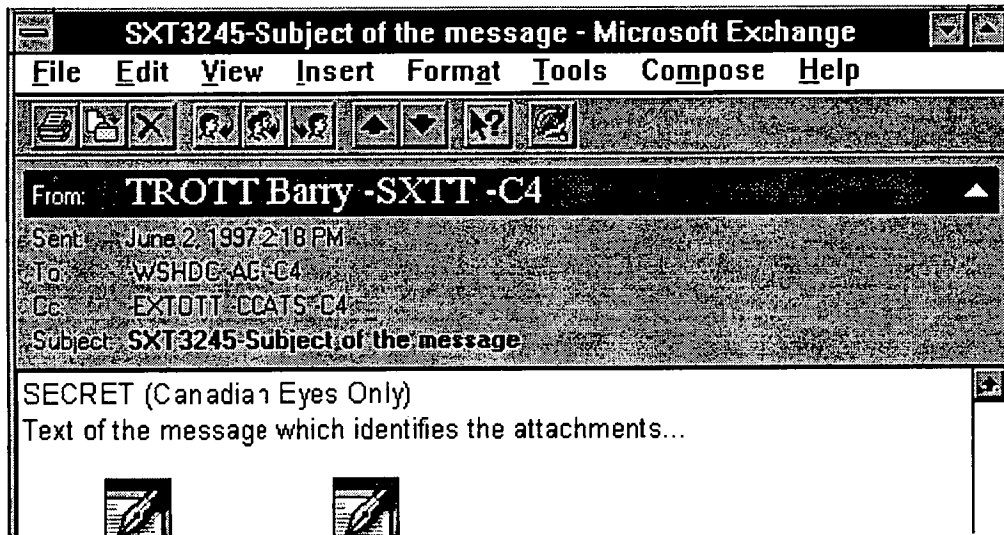 SXT3245-Subject of the message - Microsoft Exchange
File Edit View Insert Format Tools Compose Help
From: TROTT Barry -SXTT -C4
Sent: June 2, 1997 2:18 PM
To: -WSHDC -AC -C4
Cc: -EXTOTT -CCATS -C4
Subject: SXT3245-Subject of the message
SECRET (Canadian Eyes Only)
Text of the message which identifies the attachments...